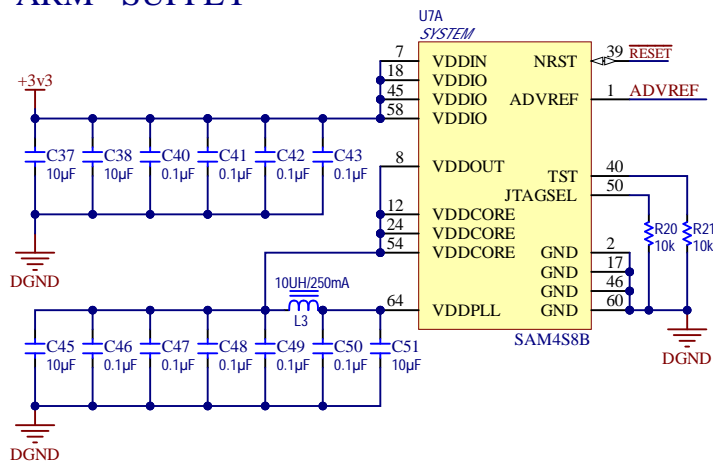 ARM SUPPLY
U7A
SYSTEM
7 VDDIN NRST 39 RESET
18 VDDIO
45 VDDIO ADVREF 1 ADVREF
58 VDDIO
+3v3
C37 10µF
C38 10µF
C40 0.1µF
C41 0.1µF
C42 0.1µF
C43 0.1µF
8 VDDOUT
TST 40
JTAGSEL 50
12 VDDCORE
24 VDDCORE
54 VDDCORE GND 2
GND 17
GND 46
64 VDDPLL GND 60
R20 10k
R21 10k
DGND
10UH/250mA
L3
SAM4S8B
DGND
C45 10µF
C46 0.1µF
C47 0.1µF
C48 0.1µF
C49 0.1µF
C50 0.1µF
C51 10µF
DGND